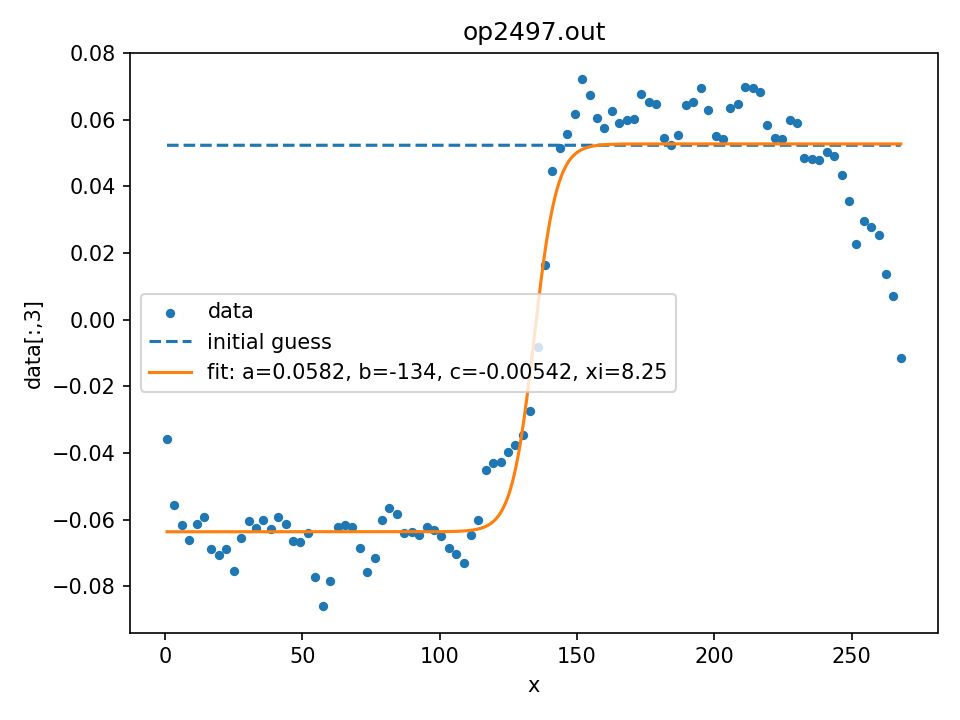 op2497.out
0.08
0.06
0.04
0.02
0.00
−0.02
−0.04
−0.06
−0.08
data[:,3]
data
initial guess
fit: a=0.0582, b=-134, c=-0.00542, xi=8.25
0 50 100 150 200 250
x